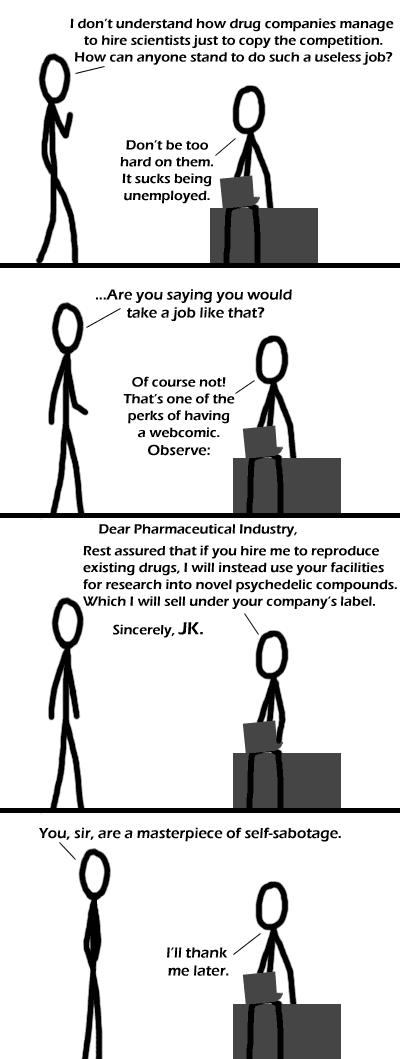 I don't understand how drug companies manage
to hire scientists just to copy the competition.
How can anyone stand to do such a useless job?
Don't be too
hard on them.
It sucks being
unemployed.
...Are you saying you would
take a job like that?
Of course not!
That's one of the
perks of having
a webcomic.
Observe:
Dear Pharmaceutical Industry,
Rest assured that if you hire me to reproduce
existing drugs, I will instead use your facilities
for research into novel psychedelic compounds.
Which I will sell under your company's label.
Sincerely, JK.
You, sir, are a masterpiece of self-sabotage.
I'll thank
me later.